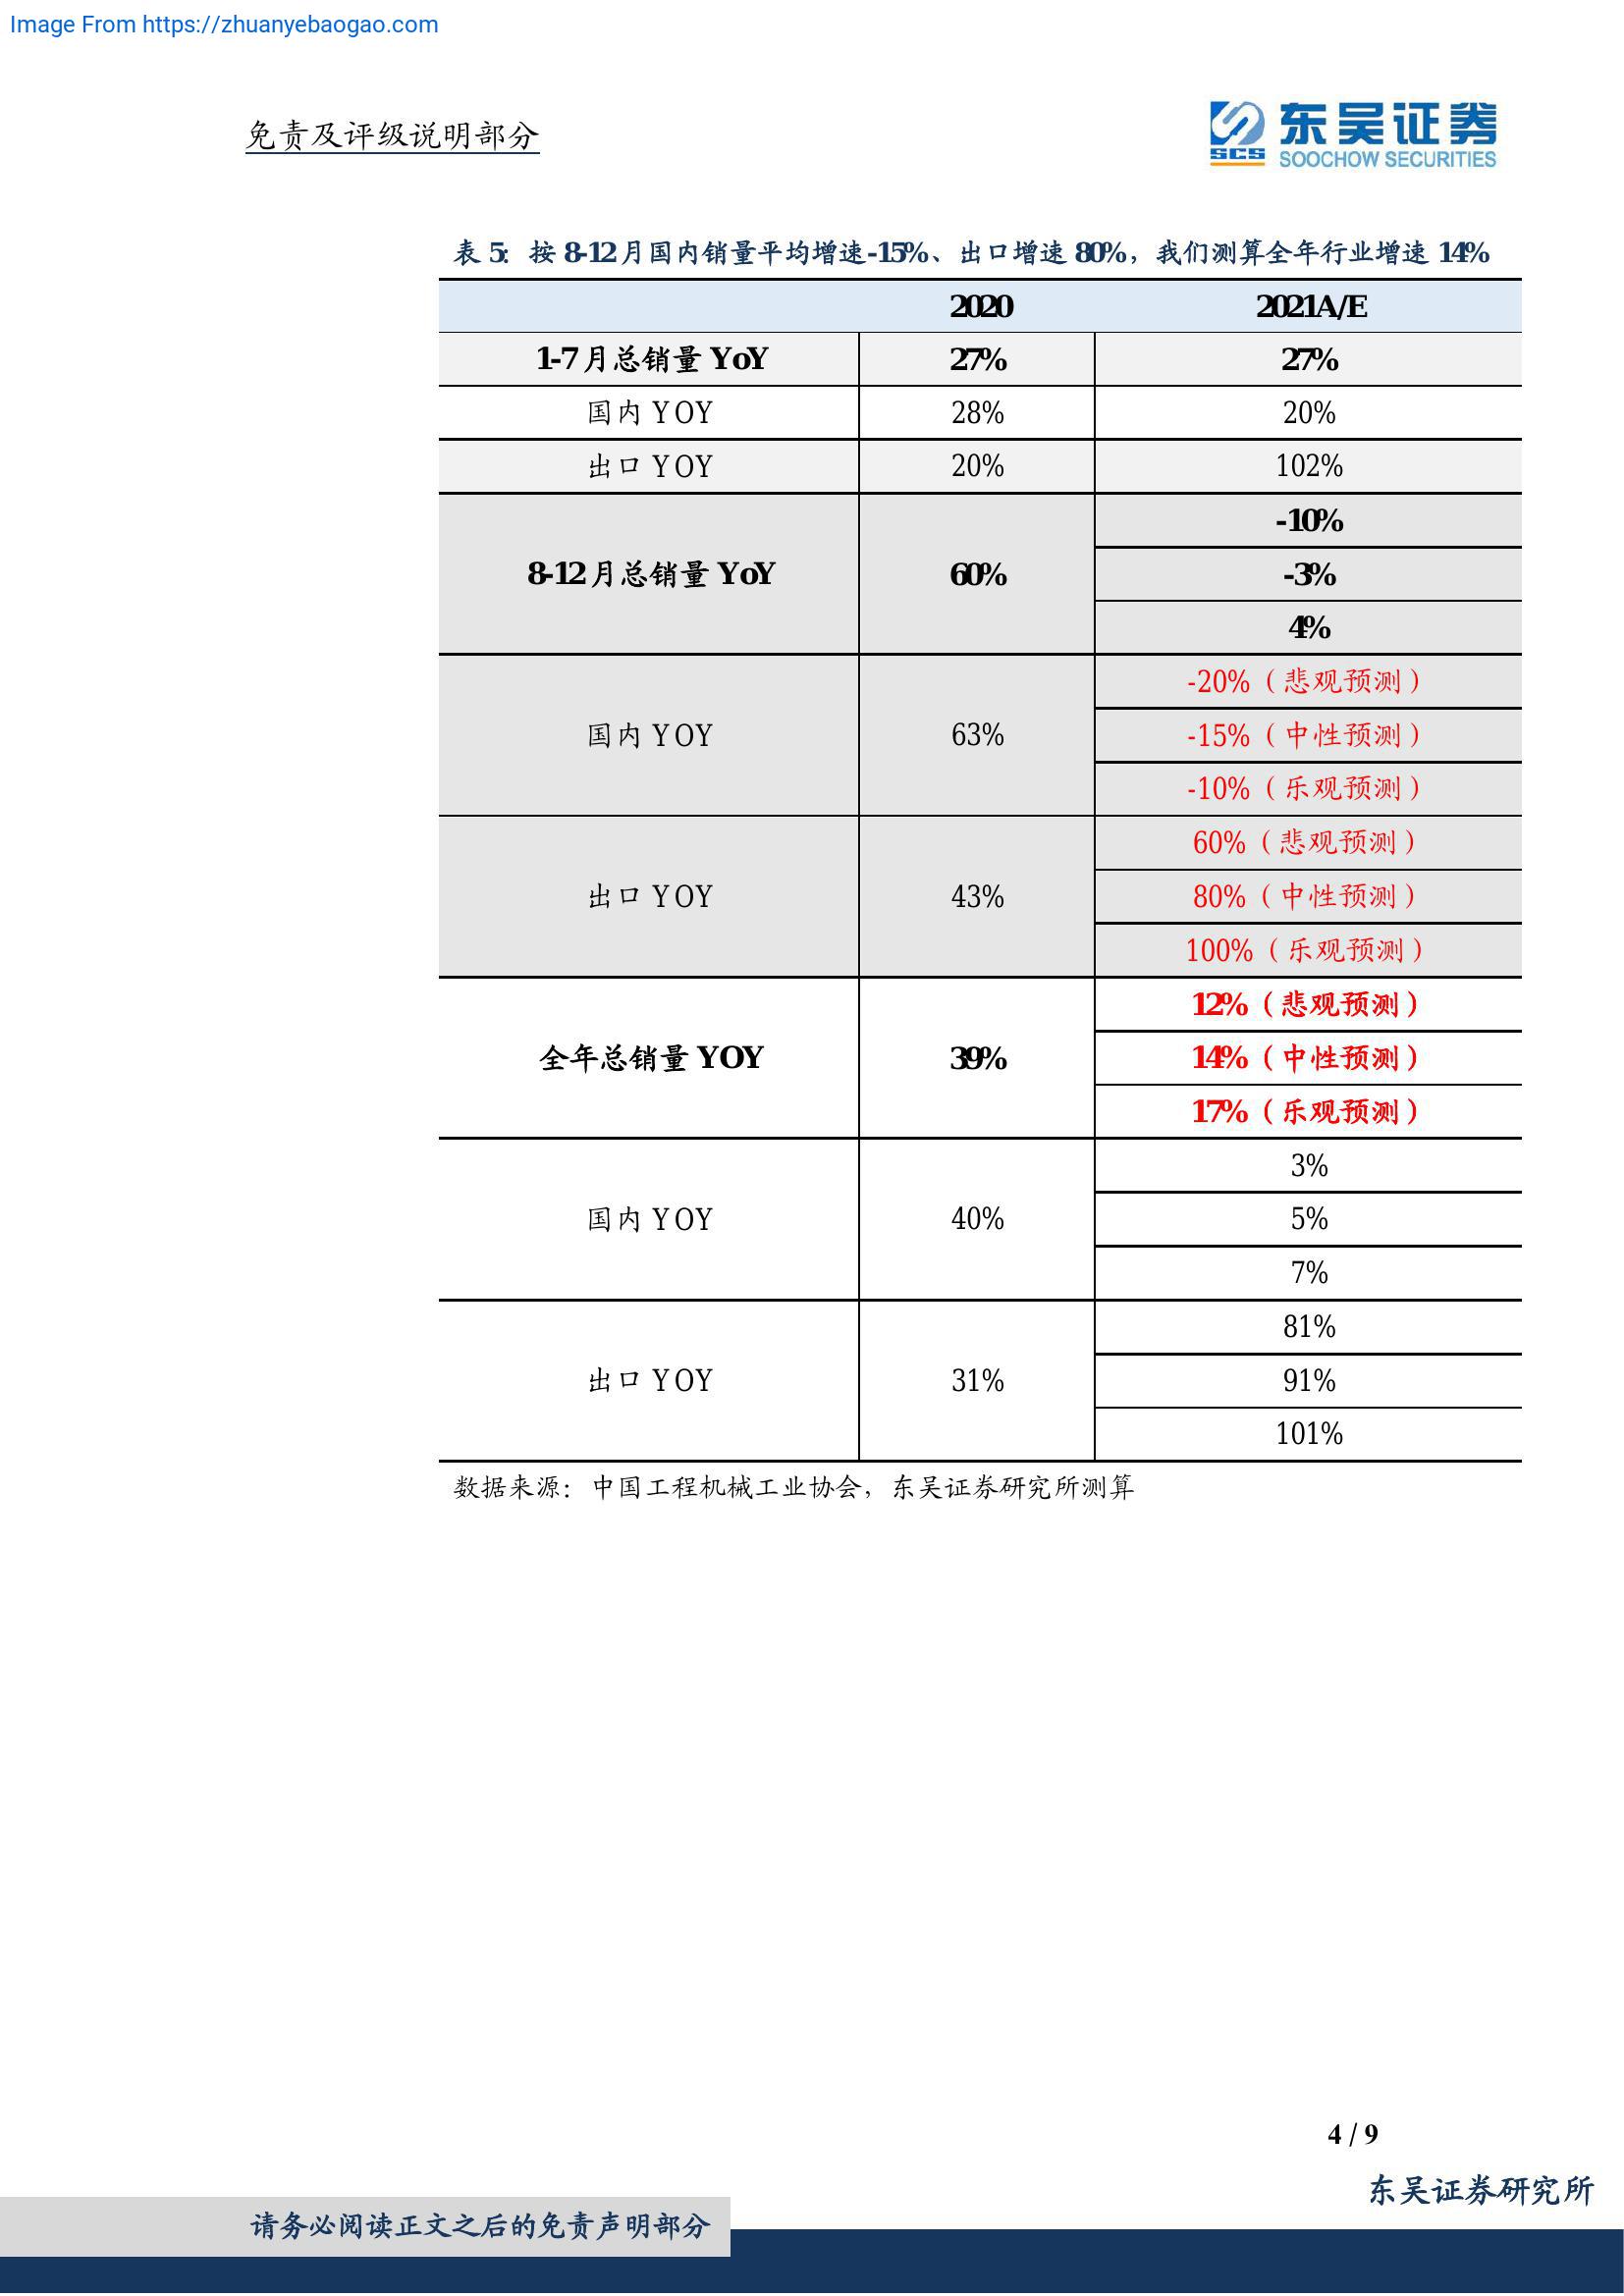 Image From https://zhuanyebaogao.com
免责及评级说明部分
东吴证券
SCS
SOOCHOW SECURITIES
表 5: 按 8-12 月国内销量平均增速-15%、出口增速 80%，我们测算全年行业增速 14%
2020 2021A/E
1-7 月总销量 YoY 27% 27%
国内 YOY 28% 20%
出口 YOY 20% 102%
8-12 月总销量 YoY 60% -10%
-3%
4%
国内 YOY 63% -20%（悲观预测）
-15%（中性预测）
-10%（乐观预测）
出口 YOY 43% 60%（悲观预测）
80%（中性预测）
100%（乐观预测）
全年总销量 YOY 39% 12%（悲观预测）
14%（中性预测）
17%（乐观预测）
国内 YOY 40% 3%
5%
7%
出口 YOY 31% 81%
91%
101%
数据来源：中国工程机械工业协会，东吴证券研究所测算
4 / 9
东吴证券研究所
请务必阅读正文之后的免责声明部分